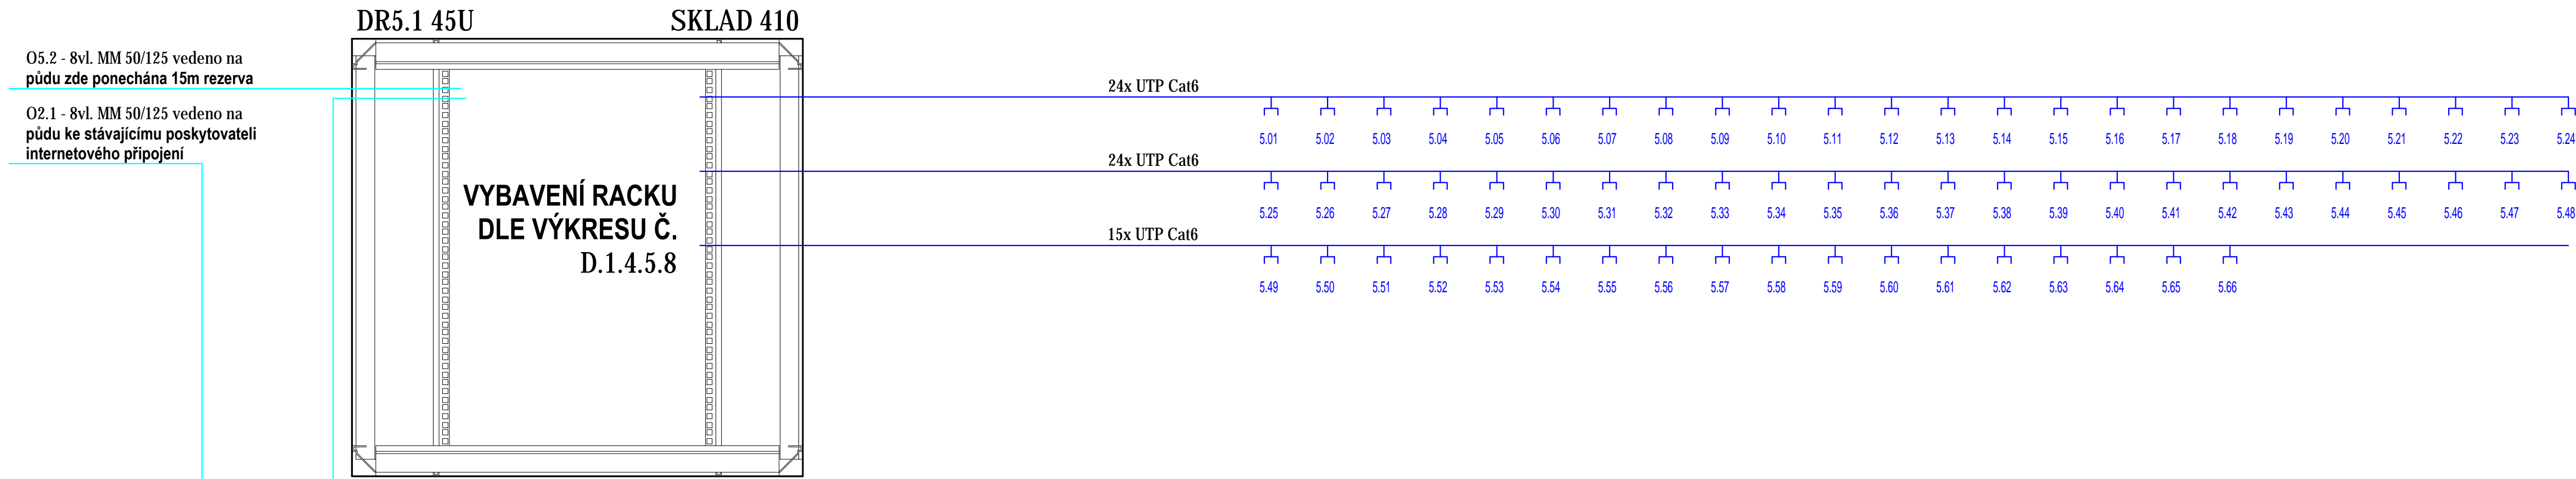 DR5.1 45U
SKLAD 410
O5.2 - 8vl. MM 50/125 vedeno na
půdu zde ponechána 15m rezerva
O2.1 - 8vl. MM 50/125 vedeno na
půdu ke stávajícímu poskytovateli
internetového připojení
VYBAVENÍ RACKU
DLE VÝKRESU Č.
D.1.4.5.8
24x UTP Cat6
5.01 5.02 5.03 5.04 5.05 5.06 5.07 5.08 5.09 5.10 5.11 5.12 5.13 5.14 5.15 5.16 5.17 5.18 5.19 5.20 5.21 5.22 5.23 5.24
24x UTP Cat6
5.25 5.26 5.27 5.28 5.29 5.30 5.31 5.32 5.33 5.34 5.35 5.36 5.37 5.38 5.39 5.40 5.41 5.42 5.43 5.44 5.45 5.46 5.47 5.48
15x UTP Cat6
5.49 5.50 5.51 5.52 5.53 5.54 5.55 5.56 5.57 5.58 5.59 5.60 5.61 5.62 5.63 5.64 5.65 5.66